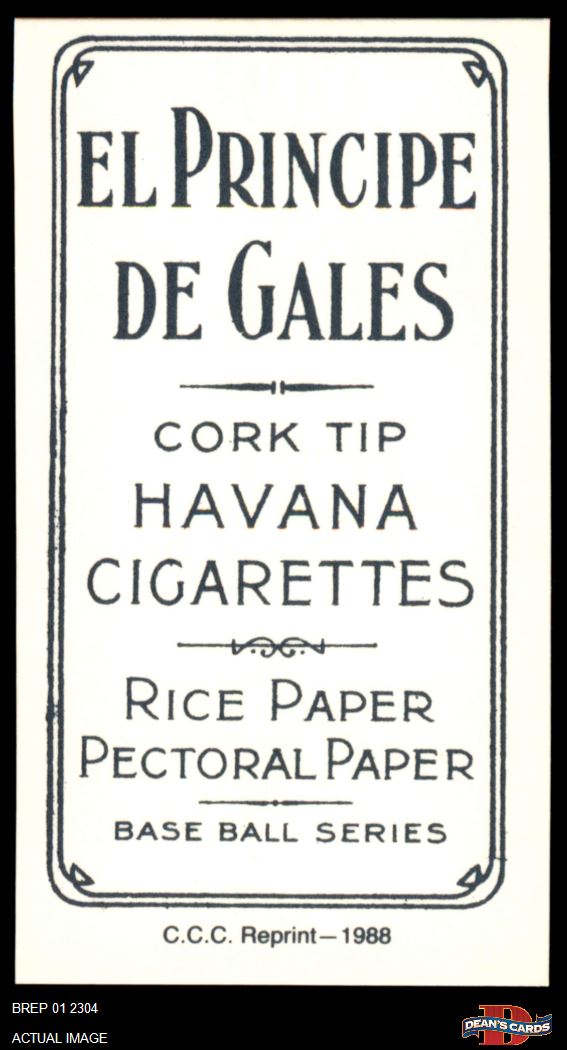 EL PRINCIPE
DE GALES
CORK TIP
HAVANA
CIGARETTES
RICE PAPER
PECTORAL PAPER
BASE BALL SERIES
C.C.C. Reprint—1988
BREP 01 2304
ACTUAL IMAGE
D
DEAN'S CARDS